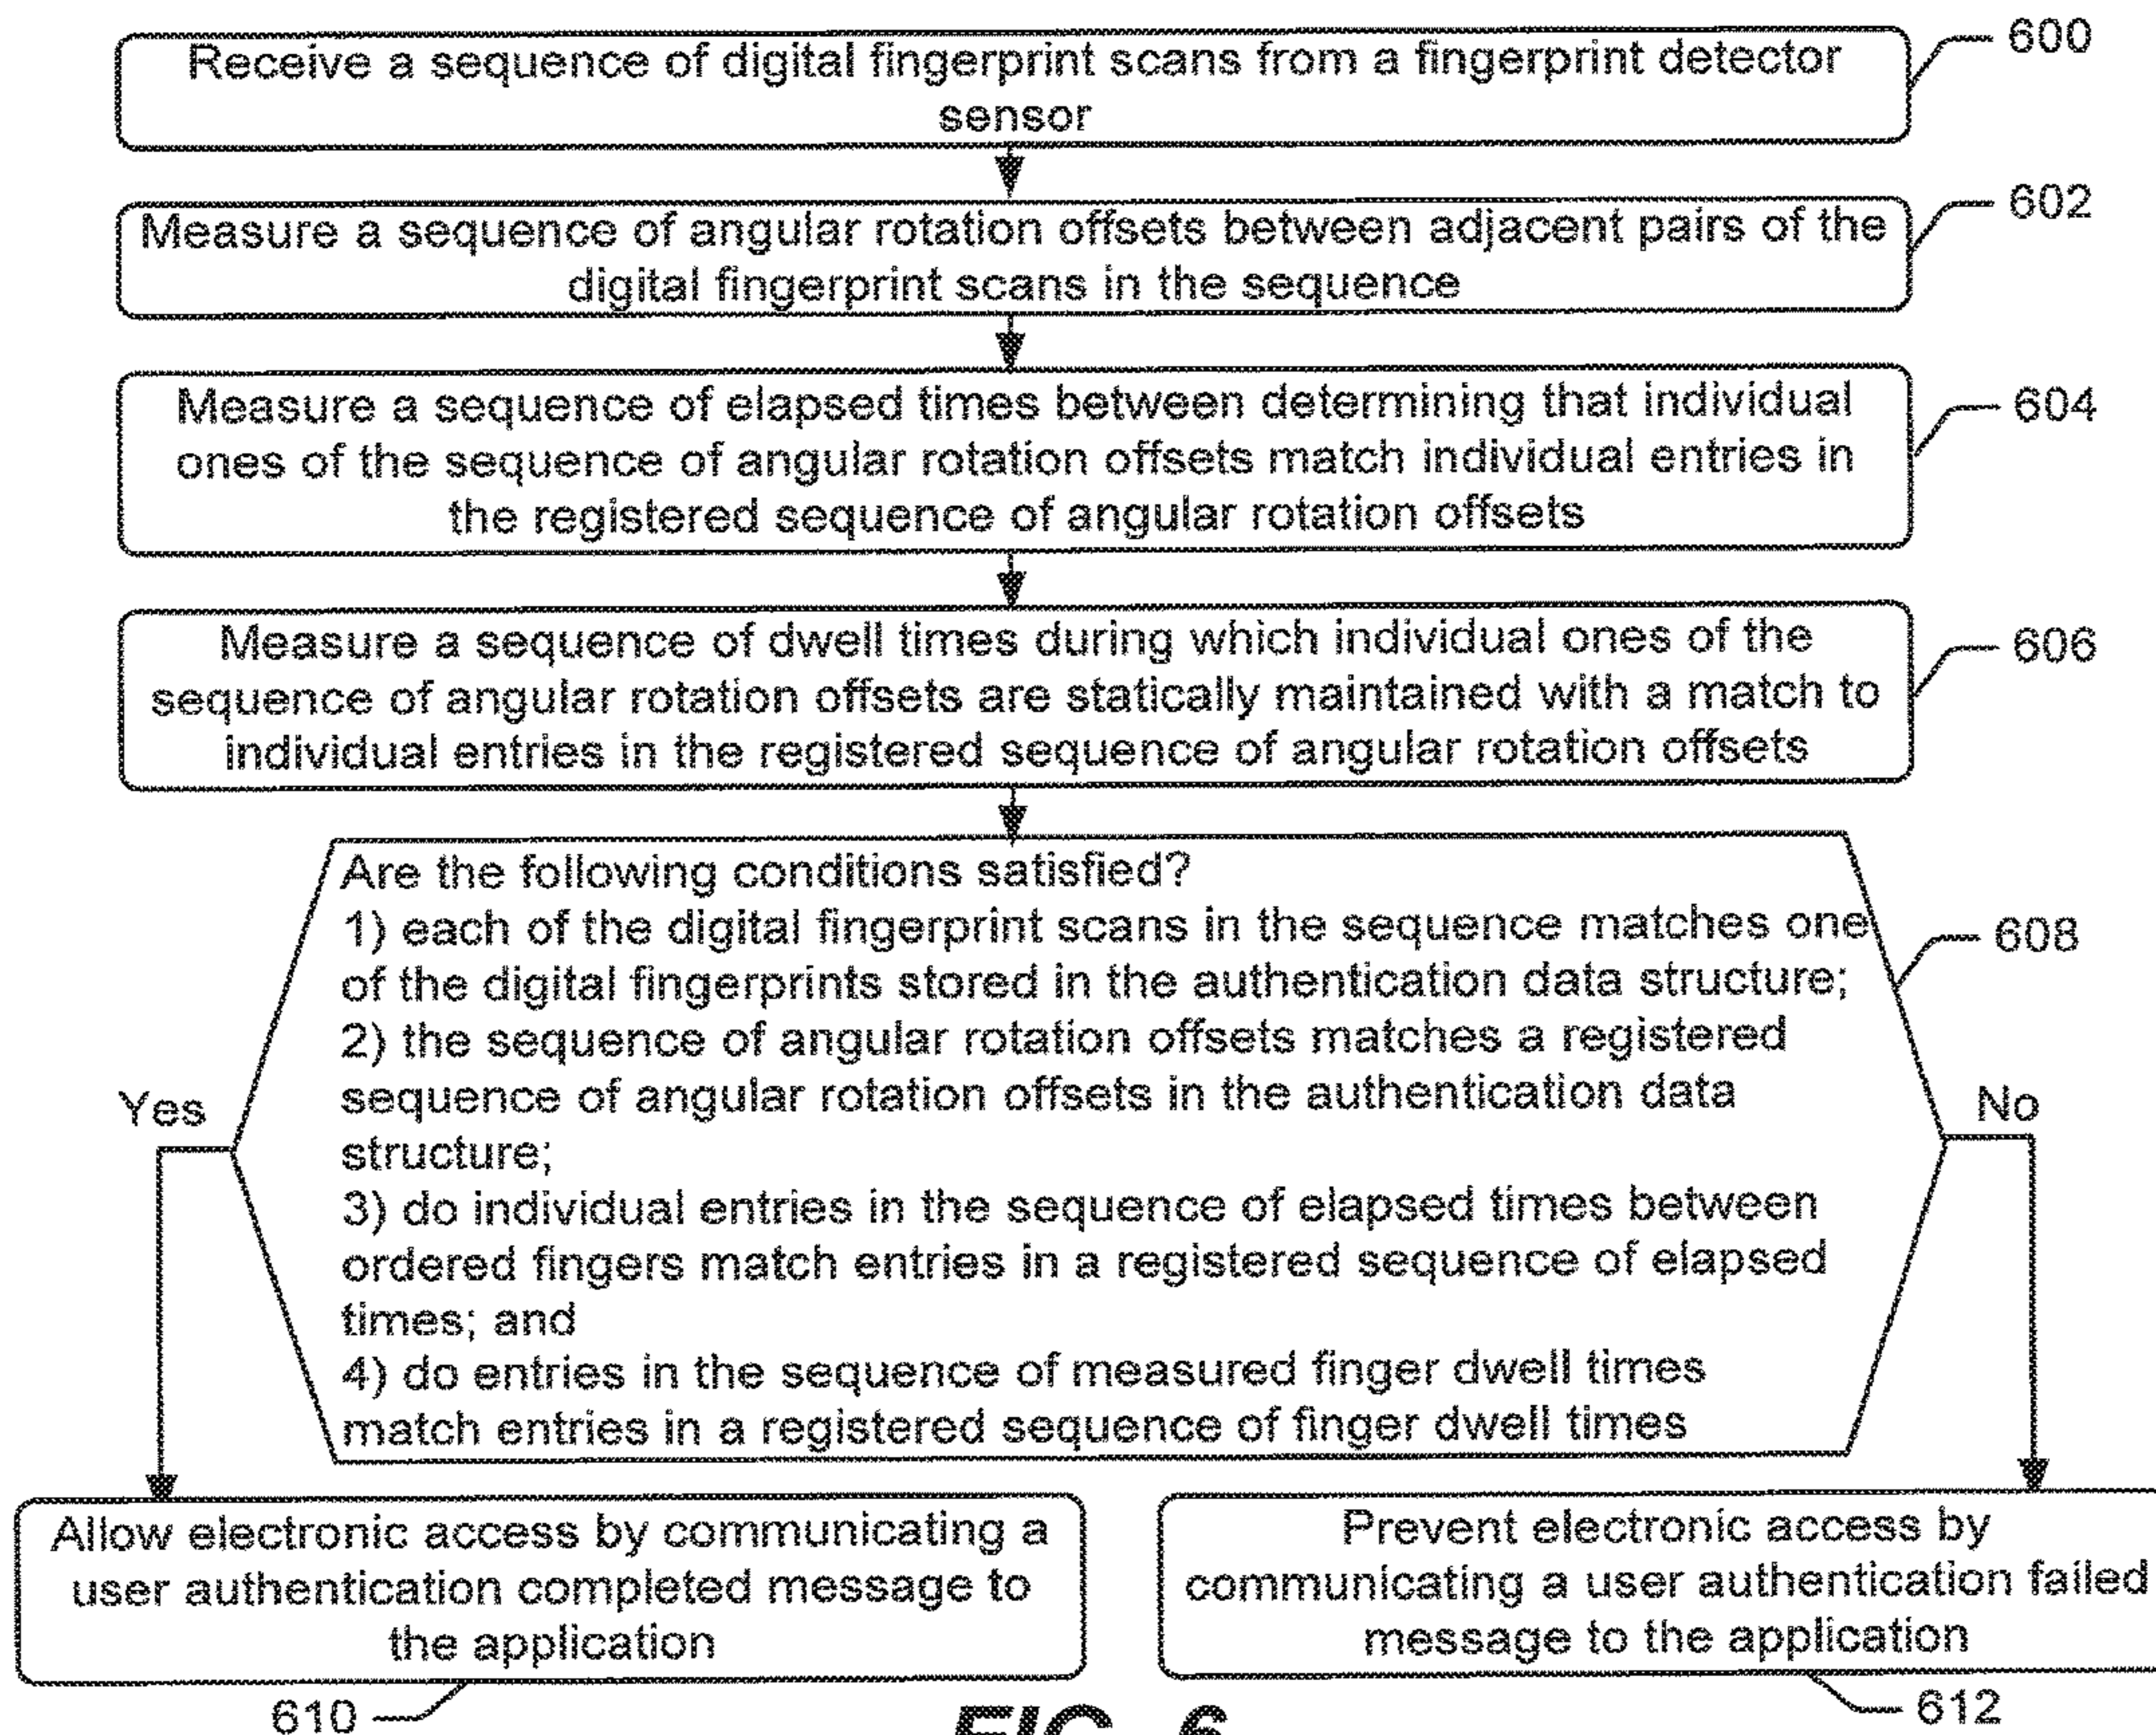 Receive a sequence of digital fingerprint scans from a fingerprint detector
sensor
600
Measure a sequence of angular rotation offsets between adjacent pairs of the
digital fingerprint scans in the sequence
602
Measure a sequence of elapsed times between determining that individual
ones of the sequence of angular rotation offsets match individual entries in
the registered sequence of angular rotation offsets
604
Measure a sequence of dwell times during which individual ones of the
sequence of angular rotation offsets are statically maintained with a match to
individual entries in the registered sequence of angular rotation offsets
606
Are the following conditions satisfied?
1) each of the digital fingerprint scans in the sequence matches one
of the digital fingerprints stored in the authentication data structure;
2) the sequence of angular rotation offsets matches a registered
sequence of angular rotation offsets in the authentication data
structure;
3) do individual entries in the sequence of elapsed times between
ordered fingers match entries in a registered sequence of elapsed
times; and
4) do entries in the sequence of measured finger dwell times
match entries in a registered sequence of finger dwell times
608
Yes
No
Allow electronic access by communicating a
user authentication completed message to
the application
610
Prevent electronic access by
communicating a user authentication failed
message to the application
612
FIG. 6